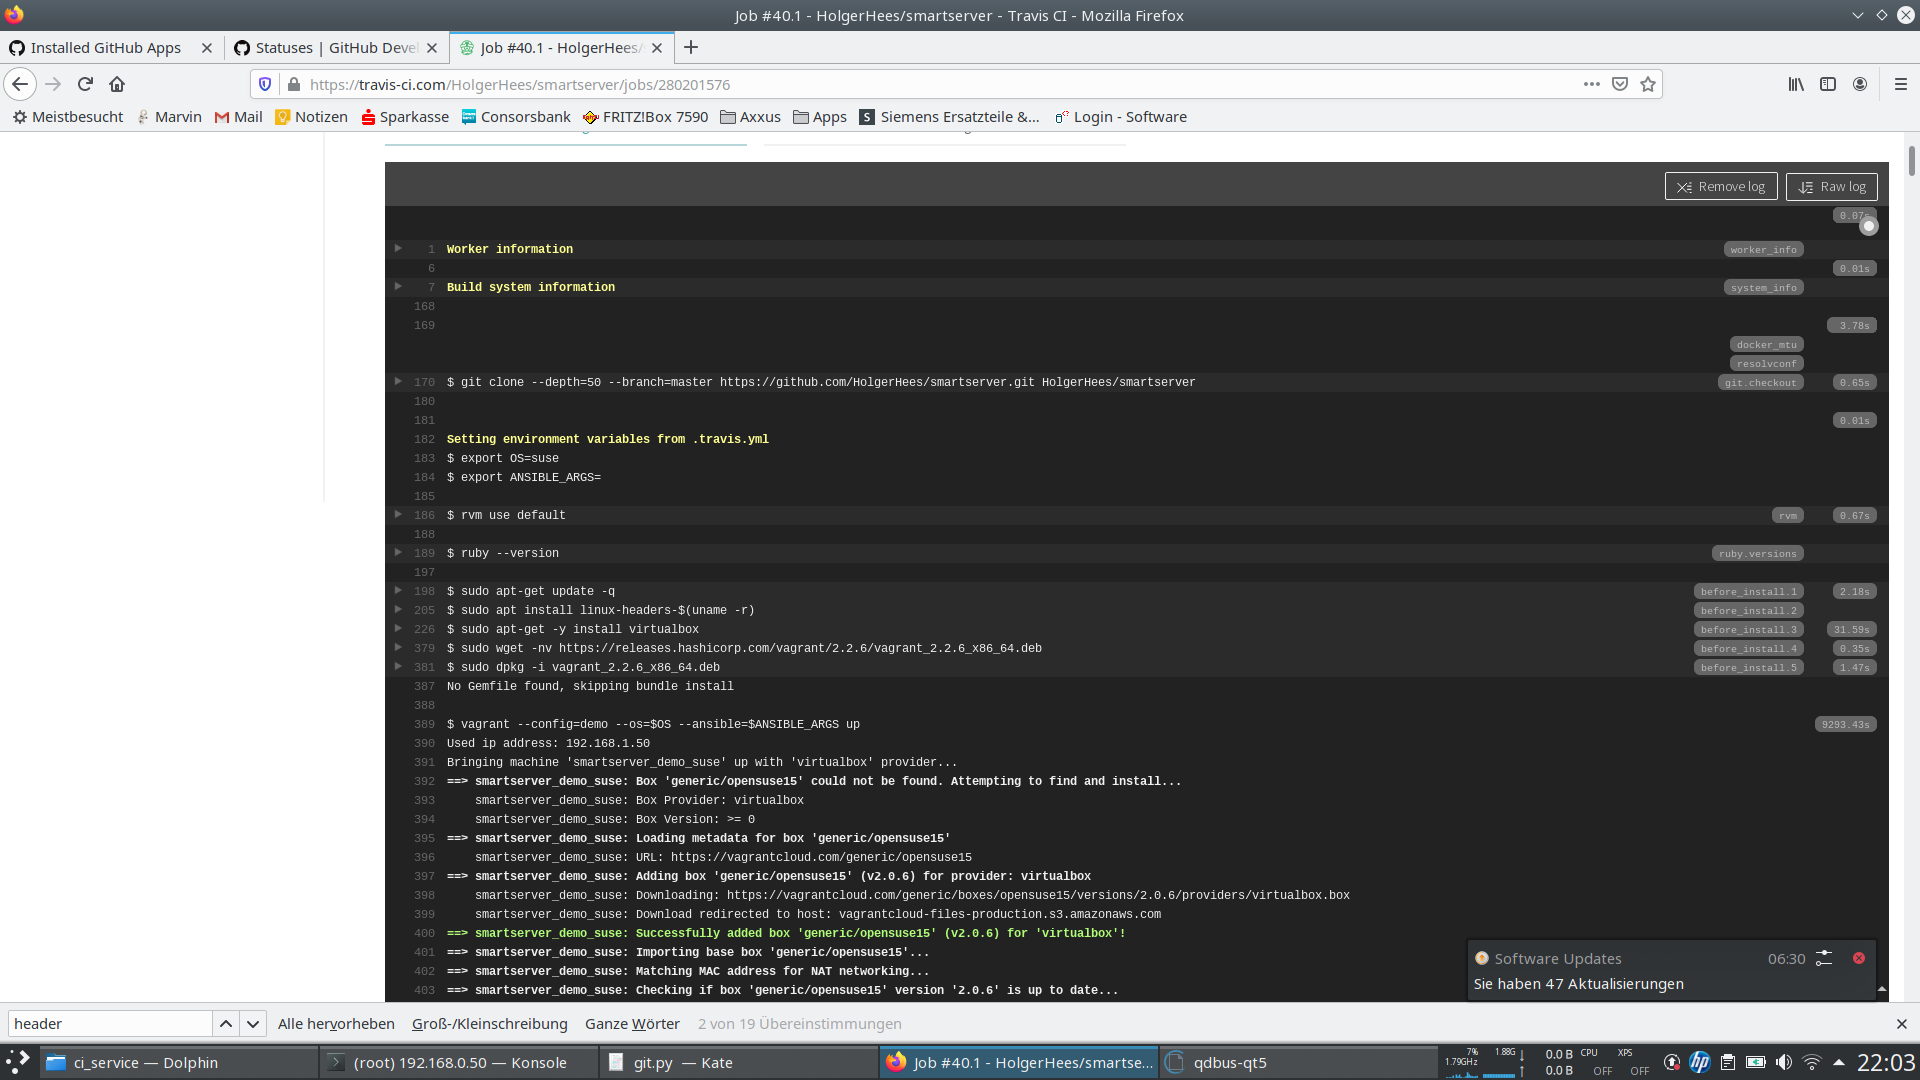 Job #40.1 - HolgerHees/smartserver - Travis CI - Mozilla Firefox
Installed GitHub Apps
Statuses | GitHub Deve
Job #40.1 - HolgerHees/
https://travis-ci.com/HolgerHees/smartserver/jobs/280201576
Meistbesucht Marvin Mail Notizen Sparkasse Consorsbank FRITZ!Box 7590 Axxus Apps Siemens Ersatzteile &... Login - Software
Remove log Raw log
0.07s
1 Worker information worker_info
6 0.01s
7 Build system information system_info
168
169 3.78s
docker_mtu
resolvconf
170 $ git clone --depth=50 --branch=master https://github.com/HolgerHees/smartserver.git HolgerHees/smartserver git.checkout 0.65s
180
181 0.01s
182 Setting environment variables from .travis.yml
183 $ export OS=suse
184 $ export ANSIBLE_ARGS=
185
186 $ rvm use default rvm 0.67s
188
189 $ ruby --version ruby.versions
197
198 $ sudo apt-get update -q before_install.1 2.18s
205 $ sudo apt install linux-headers-$(uname -r) before_install.2
226 $ sudo apt-get -y install virtualbox before_install.3 31.59s
379 $ sudo wget -nv https://releases.hashicorp.com/vagrant/2.2.6/vagrant_2.2.6_x86_64.deb before_install.4 0.35s
381 $ sudo dpkg -i vagrant_2.2.6_x86_64.deb before_install.5 1.47s
387 No Gemfile found, skipping bundle install
388
389 $ vagrant --config=demo --os=$OS --ansible=$ANSIBLE_ARGS up 9293.43s
390 Used ip address: 192.168.1.50
391 Bringing machine 'smartserver_demo_suse' up with 'virtualbox' provider...
392 ==> smartserver_demo_suse: Box 'generic/opensuse15' could not be found. Attempting to find and install...
393 smartserver_demo_suse: Box Provider: virtualbox
394 smartserver_demo_suse: Box Version: >= 0
395 ==> smartserver_demo_suse: Loading metadata for box 'generic/opensuse15'
396 smartserver_demo_suse: URL: https://vagrantcloud.com/generic/opensuse15
397 ==> smartserver_demo_suse: Adding box 'generic/opensuse15' (v2.0.6) for provider: virtualbox
398 smartserver_demo_suse: Downloading: https://vagrantcloud.com/generic/boxes/opensuse15/versions/2.0.6/providers/virtualbox.box
399 smartserver_demo_suse: Download redirected to host: vagrantcloud-files-production.s3.amazonaws.com
400 ==> smartserver_demo_suse: Successfully added box 'generic/opensuse15' (v2.0.6) for 'virtualbox'!
401 ==> smartserver_demo_suse: Importing base box 'generic/opensuse15'...
402 ==> smartserver_demo_suse: Matching MAC address for NAT networking...
403 ==> smartserver_demo_suse: Checking if box 'generic/opensuse15' version '2.0.6' is up to date...
Software Updates 06:30
Sie haben 47 Aktualisierungen
header Alle hervorheben Groß-/Kleinschreibung Ganze Wörter 2 von 19 Übereinstimmungen
ci_service — Dolphin
(root) 192.168.0.50 — Konsole
git.py — Kate
Job #40.1 - HolgerHees/smartse...
qdbus-qt5
7% 1.88G 0.0 B CPU XPS
1.79GHz 0.0 B OFF OFF
hp
22:03